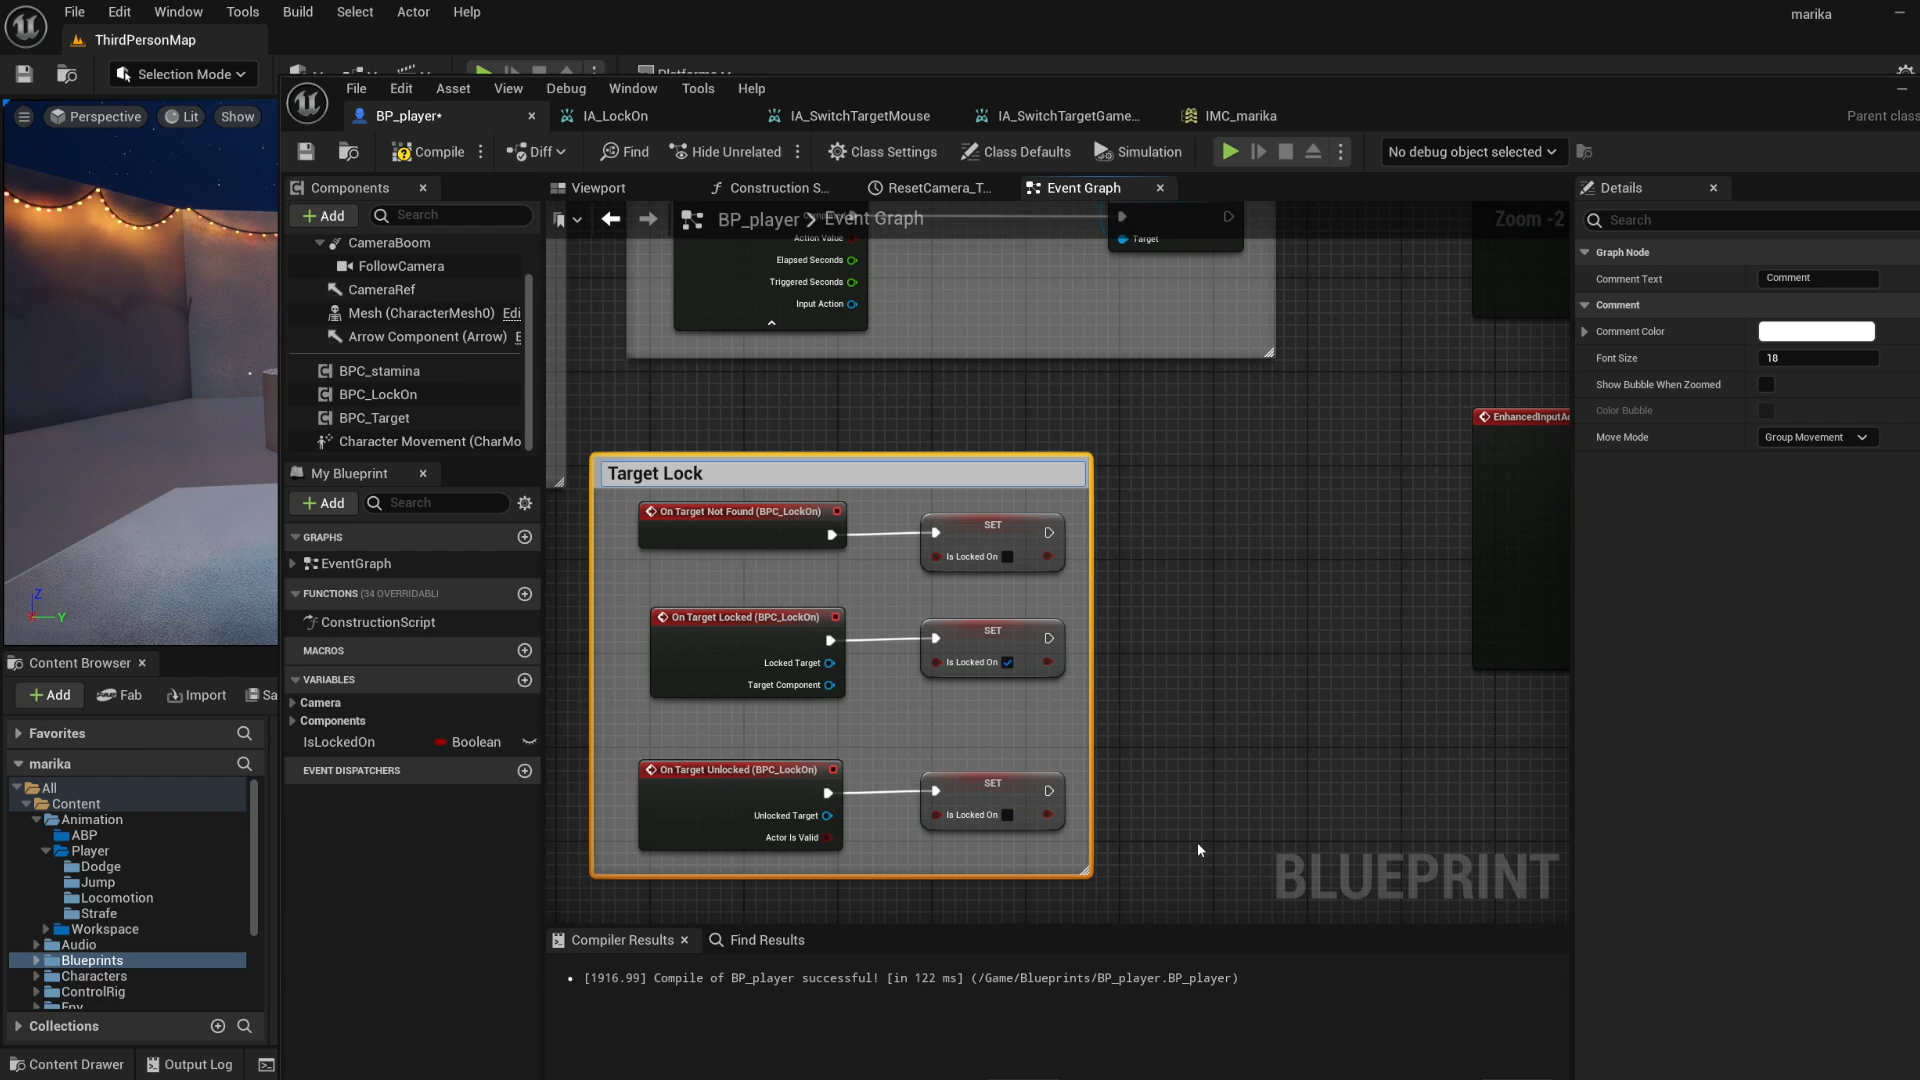 File Edit Window Tools Build Select Actor Help
marika
ThirdPersonMap
Selection Mode
Platforms
File Edit Asset View Debug Window Tools Help
Perspective Lit Show
BP_player* IA_LockOn IA_SwitchTargetMouse IA_SwitchTargetGame... IMC_marika
Parent class
Compile Diff Find Hide Unrelated Class Settings Class Defaults Simulation
No debug object selected
Components
Viewport Construction S... ResetCamera_T... Event Graph
Details
Add Search
BP_player > Event Graph
Zoom -2
Search
CameraBoom
FollowCamera
CameraRef
Mesh (CharacterMesh0) Edi
Arrow Component (Arrow) E
BPC_stamina
BPC_LockOn
BPC_Target
Character Movement (CharMo
Action Value
Elapsed Seconds
Triggered Seconds
Input Action
Target
Graph Node
Comment Text Comment
Comment
Comment Color
Font Size 18
Show Bubble When Zoomed
Color Bubble
Move Mode Group Movement
EnhancedInputAc
My Blueprint
Add Search
GRAPHS
EventGraph
FUNCTIONS (34 OVERRIDABLI
ConstructionScript
MACROS
VARIABLES
Camera
Components
IsLockedOn Boolean
EVENT DISPATCHERS
Target Lock
On Target Not Found (BPC_LockOn)
SET
Is Locked On
On Target Locked (BPC_LockOn)
Locked Target
Target Component
SET
Is Locked On
On Target Unlocked (BPC_LockOn)
Unlocked Target
Actor Is Valid
SET
Is Locked On
BLUEPRINT
Z
Y
Content Browser
Add Fab Import Sa
Favorites
marika
All
Content
Animation
ABP
Player
Dodge
Jump
Locomotion
Strafe
Workspace
Audio
Blueprints
Characters
ControlRig
Env
Collections
Content Drawer Output Log
Compiler Results Find Results
[1916.99] Compile of BP_player successful! [in 122 ms] (/Game/Blueprints/BP_player.BP_player)